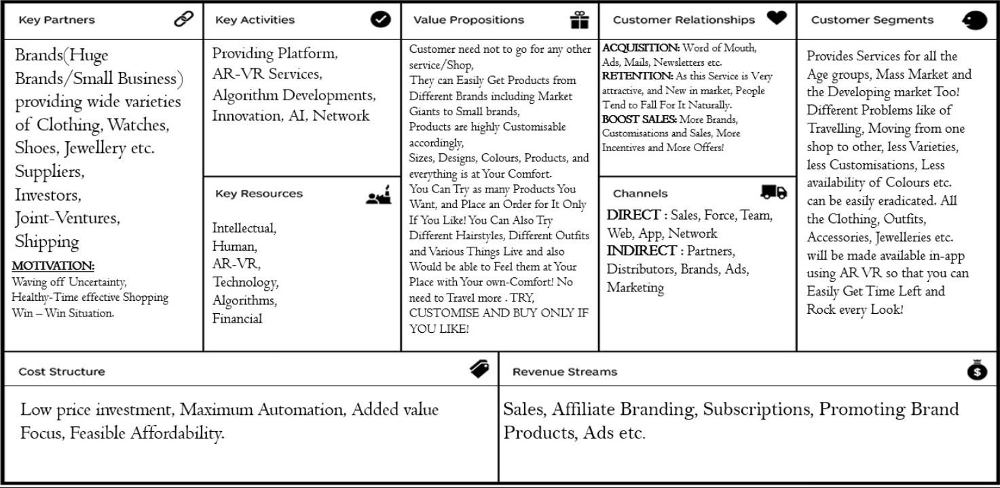 Key Partners
Brands(Huge
Brands/Small Business)
providing wide varieties
of Clothing, Watches,
Shoes, Jewellery etc.
Suppliers,
Investors,
Joint-Ventures,
Shipping
MOTIVATION:
Waving off Uncertainty,
Healthy-Time effective Shopping
Win – Win Situation.
Key Activities
Providing Platform,
AR-VR Services,
Algorithm Developments,
Innovation, AI, Network
Key Resources
Intellectual,
Human,
AR-VR,
Technology,
Algorithms,
Financial
Value Propositions
Customer need not to go for any other
service/Shop,
They can Easily Get Products from
Different Brands including Market
Giants to Small brands,
Products are highly Customisable
accordingly,
Sizes, Designs, Colours, Products, and
everything is at Your Comfort.
You Can Try as many Products You
Want, and Place an Order for It Only
If You Like! You Can Also Try
Different Hairstyles, Different Outfits
and Various Things Live and also
Would be able to Feel them at Your
Place with Your own-Comfort! No
need to Travel more . TRY,
CUSTOMISE AND BUY ONLY IF
YOU LIKE!
Customer Relationships
ACQUISITION: Word of Mouth,
Ads, Mails, Newsletters etc.
RETENTION: As this Service is Very
attractive, and New in market, People
Tend to Fall For It Naturally.
BOOST SALES: More Brands,
Customisations and Sales, More
Incentives and More Offers!
Channels
DIRECT : Sales, Force, Team,
Web, App, Network
INDIRECT : Partners,
Distributors, Brands, Ads,
Marketing
Customer Segments
Provides Services for all the
Age groups, Mass Market and
the Developing market Too!
Different Problems like of
Travelling, Moving from one
shop to other, less Varieties,
less Customisations, Less
availability of Colours etc.
can be easily eradicated. All
the Clothing, Outfits,
Accessories, Jewelleries etc.
will be made available in-app
using AR VR so that you can
Easily Get Time Left and
Rock every Look!
Cost Structure
Low price investment, Maximum Automation, Added value
Focus, Feasible Affordability.
Revenue Streams
$
Sales, Affiliate Branding, Subscriptions, Promoting Brand
Products, Ads etc.